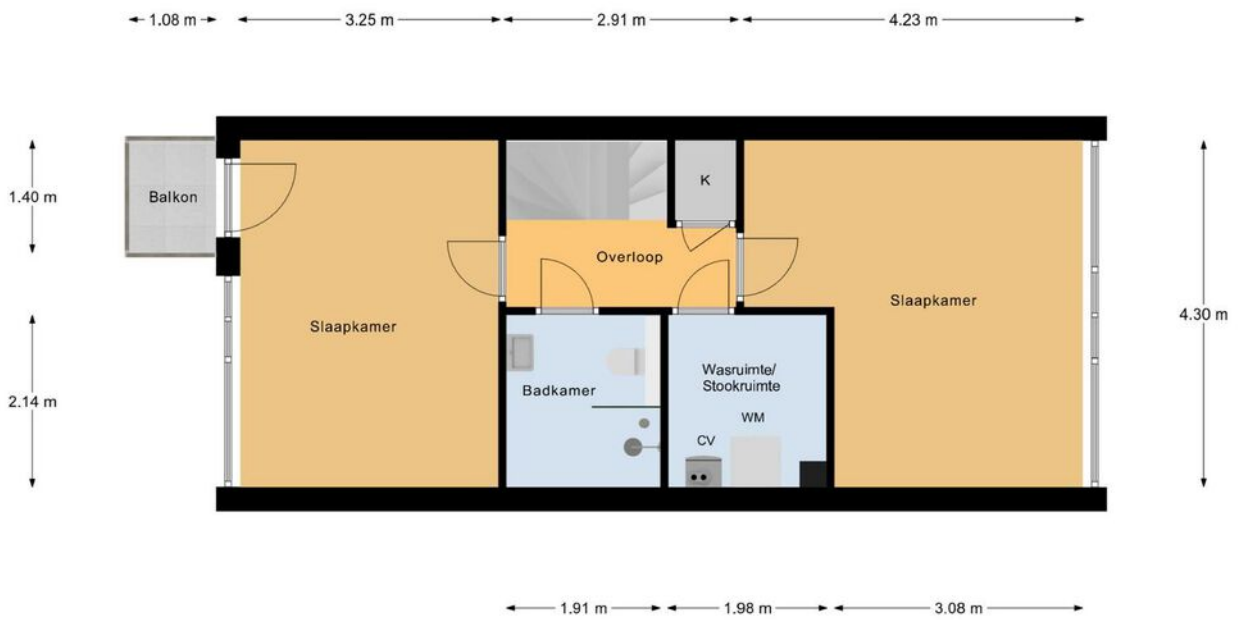 1.08 m
3.25 m
2.91 m
4.23 m
1.40 m
Balkon
K
Overloop
Slaapkamer
4.30 m
Slaapkamer
2.14 m
Wasruimte/
Stookruimte
Badkamer
WM
CV
1.91 m
1.98 m
3.08 m